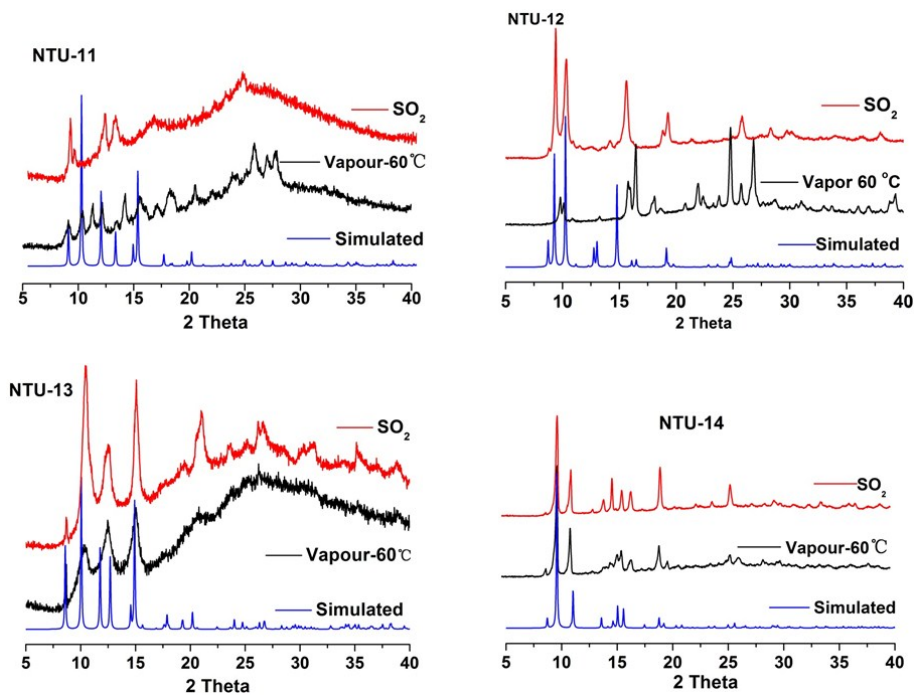 NTU-11
SO2
Vapour-60℃
Simulated
5 10 15 20 25 30 35 40
2 Theta
NTU-12
SO2
Vapor 60 °C
Simulated
5 10 15 20 25 30 35 40
2 Theta
NTU-13
SO2
Vapour-60℃
Simulated
5 10 15 20 25 30 35 40
2 Theta
NTU-14
SO2
Vapour-60℃
Simulated
5 10 15 20 25 30 35 40
2 Theta